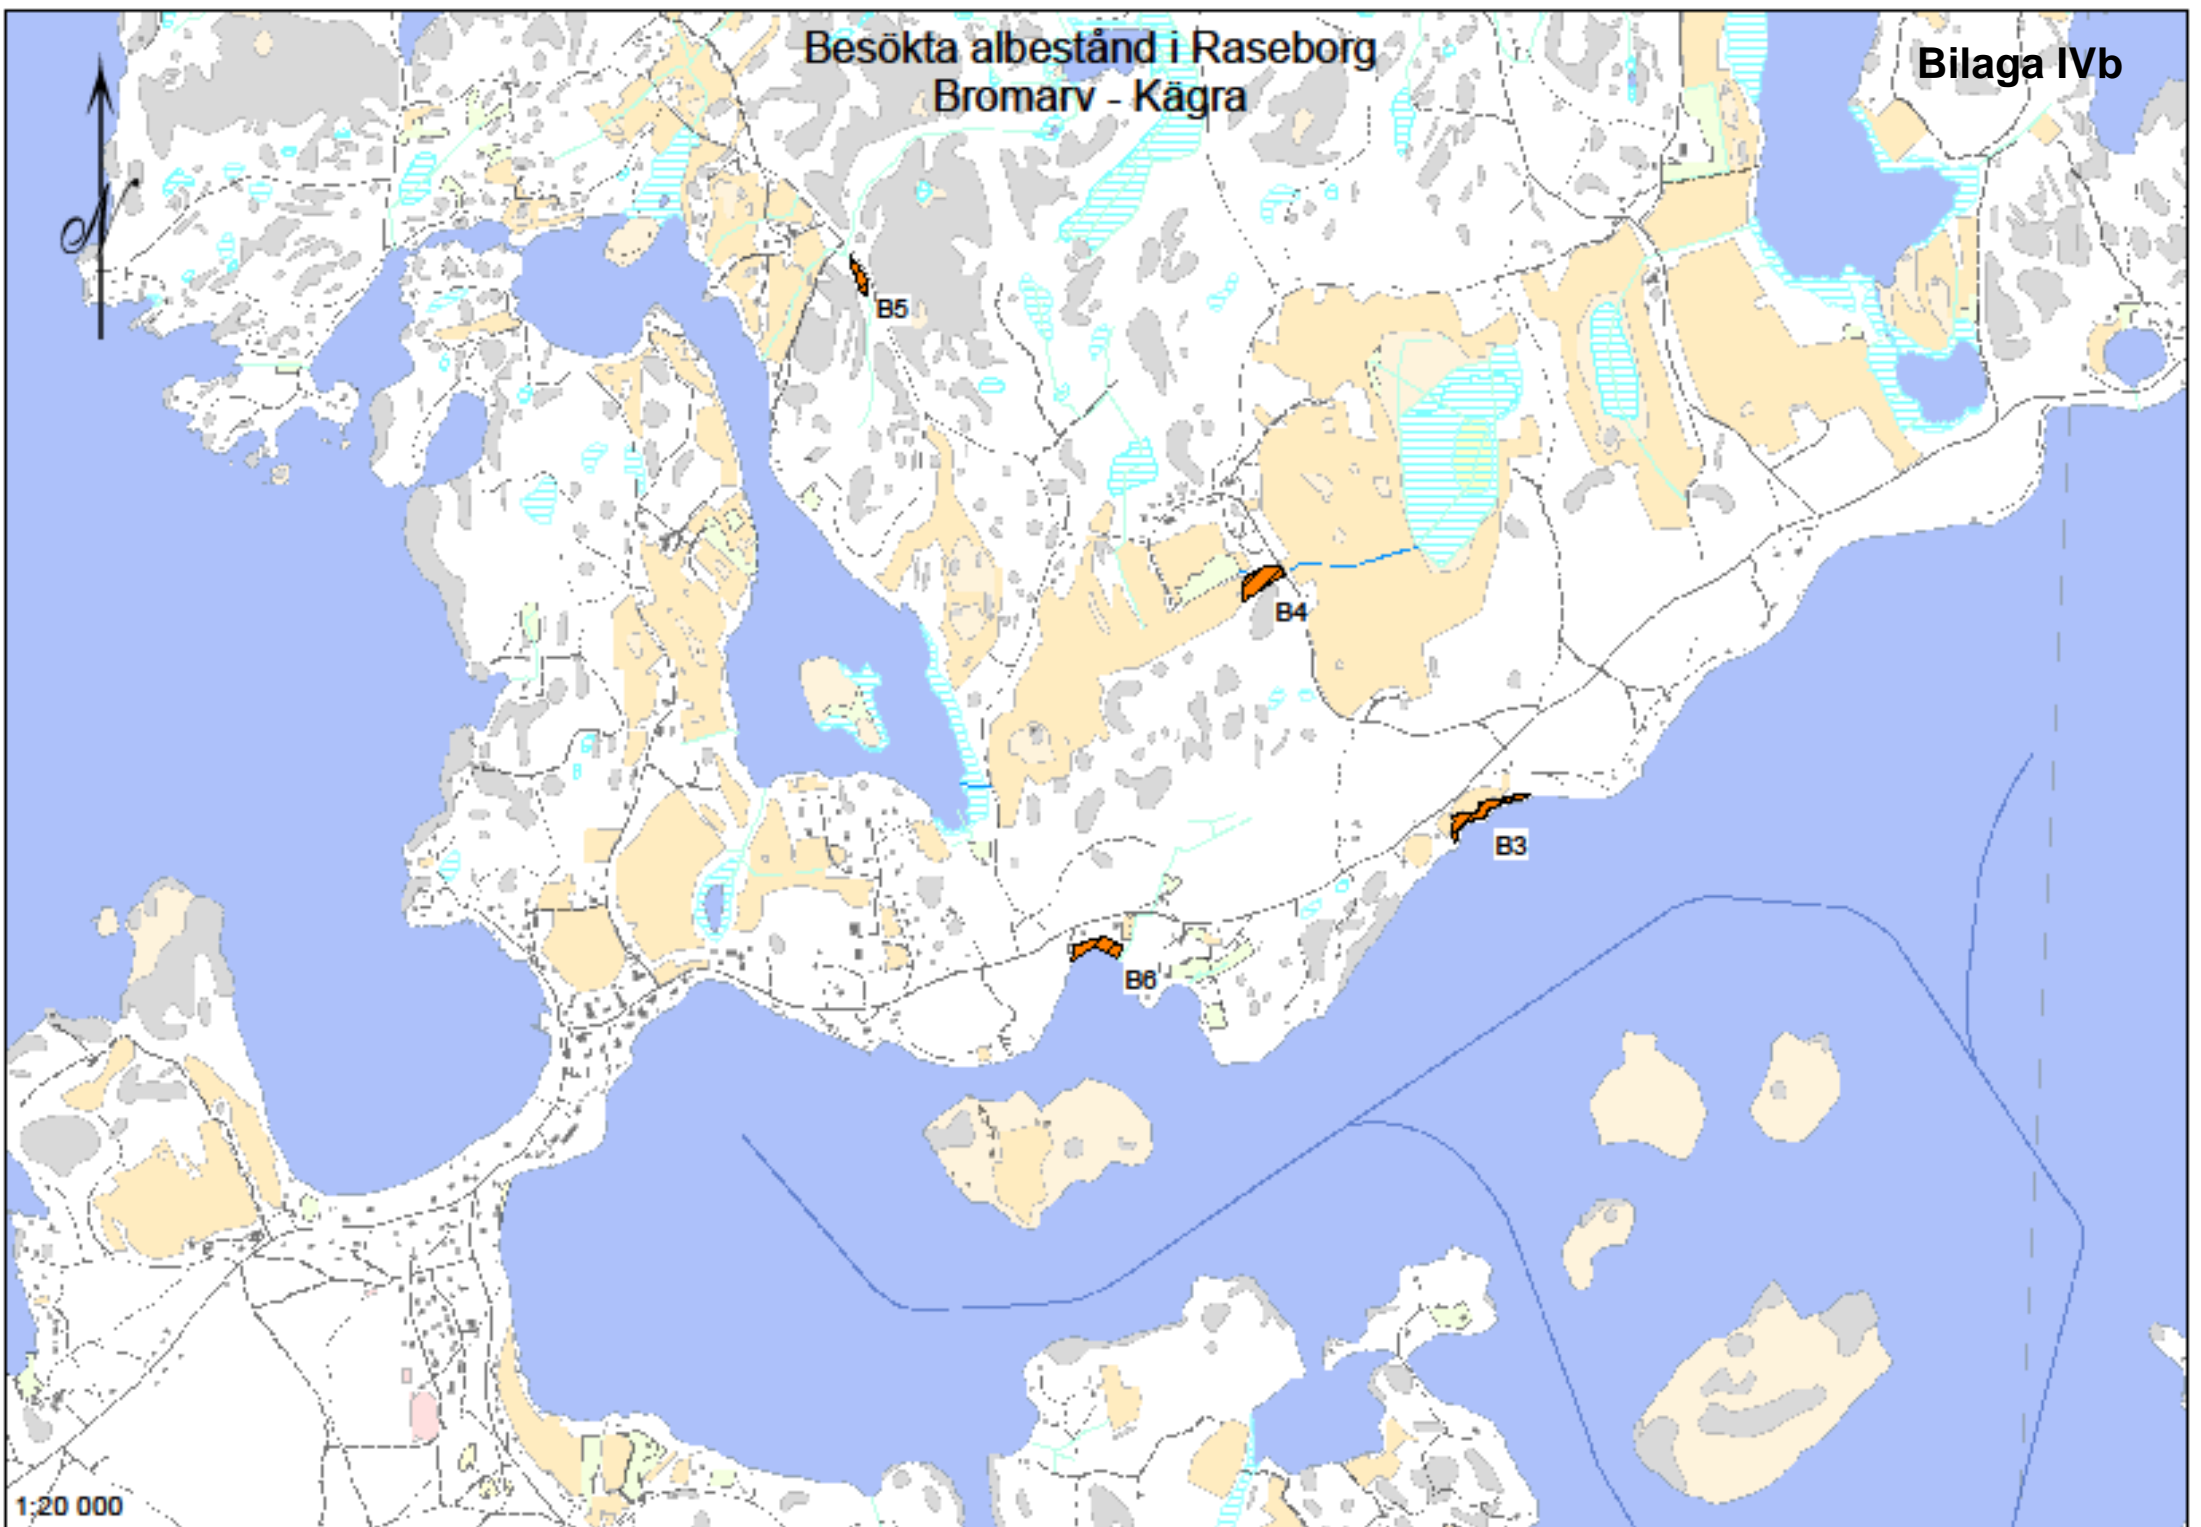 Besökta albestånd i Raseborg
Bromarv - Kägra
Bilaga IVb
N
B5
B4
B3
B6
1:20 000